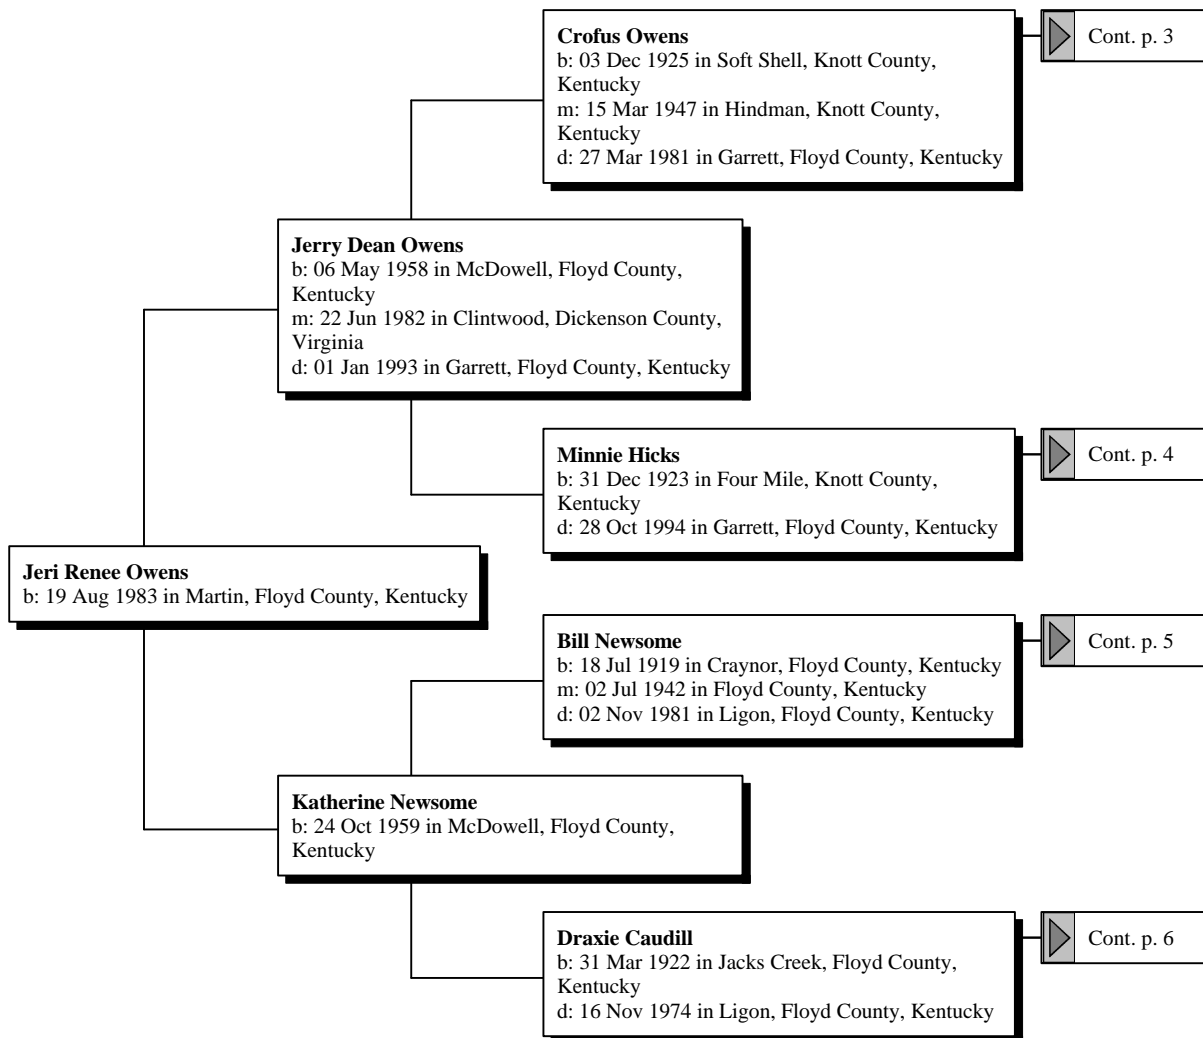 Crofus Owens
b: 03 Dec 1925 in Soft Shell, Knott County,
Kentucky
m: 15 Mar 1947 in Hindman, Knott County,
Kentucky
d: 27 Mar 1981 in Garrett, Floyd County, Kentucky
Cont. p. 3
Jerry Dean Owens
b: 06 May 1958 in McDowell, Floyd County,
Kentucky
m: 22 Jun 1982 in Clintwood, Dickenson County,
Virginia
d: 01 Jan 1993 in Garrett, Floyd County, Kentucky
Minnie Hicks
b: 31 Dec 1923 in Four Mile, Knott County,
Kentucky
d: 28 Oct 1994 in Garrett, Floyd County, Kentucky
Cont. p. 4
Jeri Renee Owens
b: 19 Aug 1983 in Martin, Floyd County, Kentucky
Bill Newsome
b: 18 Jul 1919 in Craynor, Floyd County, Kentucky
m: 02 Jul 1942 in Floyd County, Kentucky
d: 02 Nov 1981 in Ligon, Floyd County, Kentucky
Cont. p. 5
Katherine Newsome
b: 24 Oct 1959 in McDowell, Floyd County,
Kentucky
Draxie Caudill
b: 31 Mar 1922 in Jacks Creek, Floyd County,
Kentucky
d: 16 Nov 1974 in Ligon, Floyd County, Kentucky
Cont. p. 6